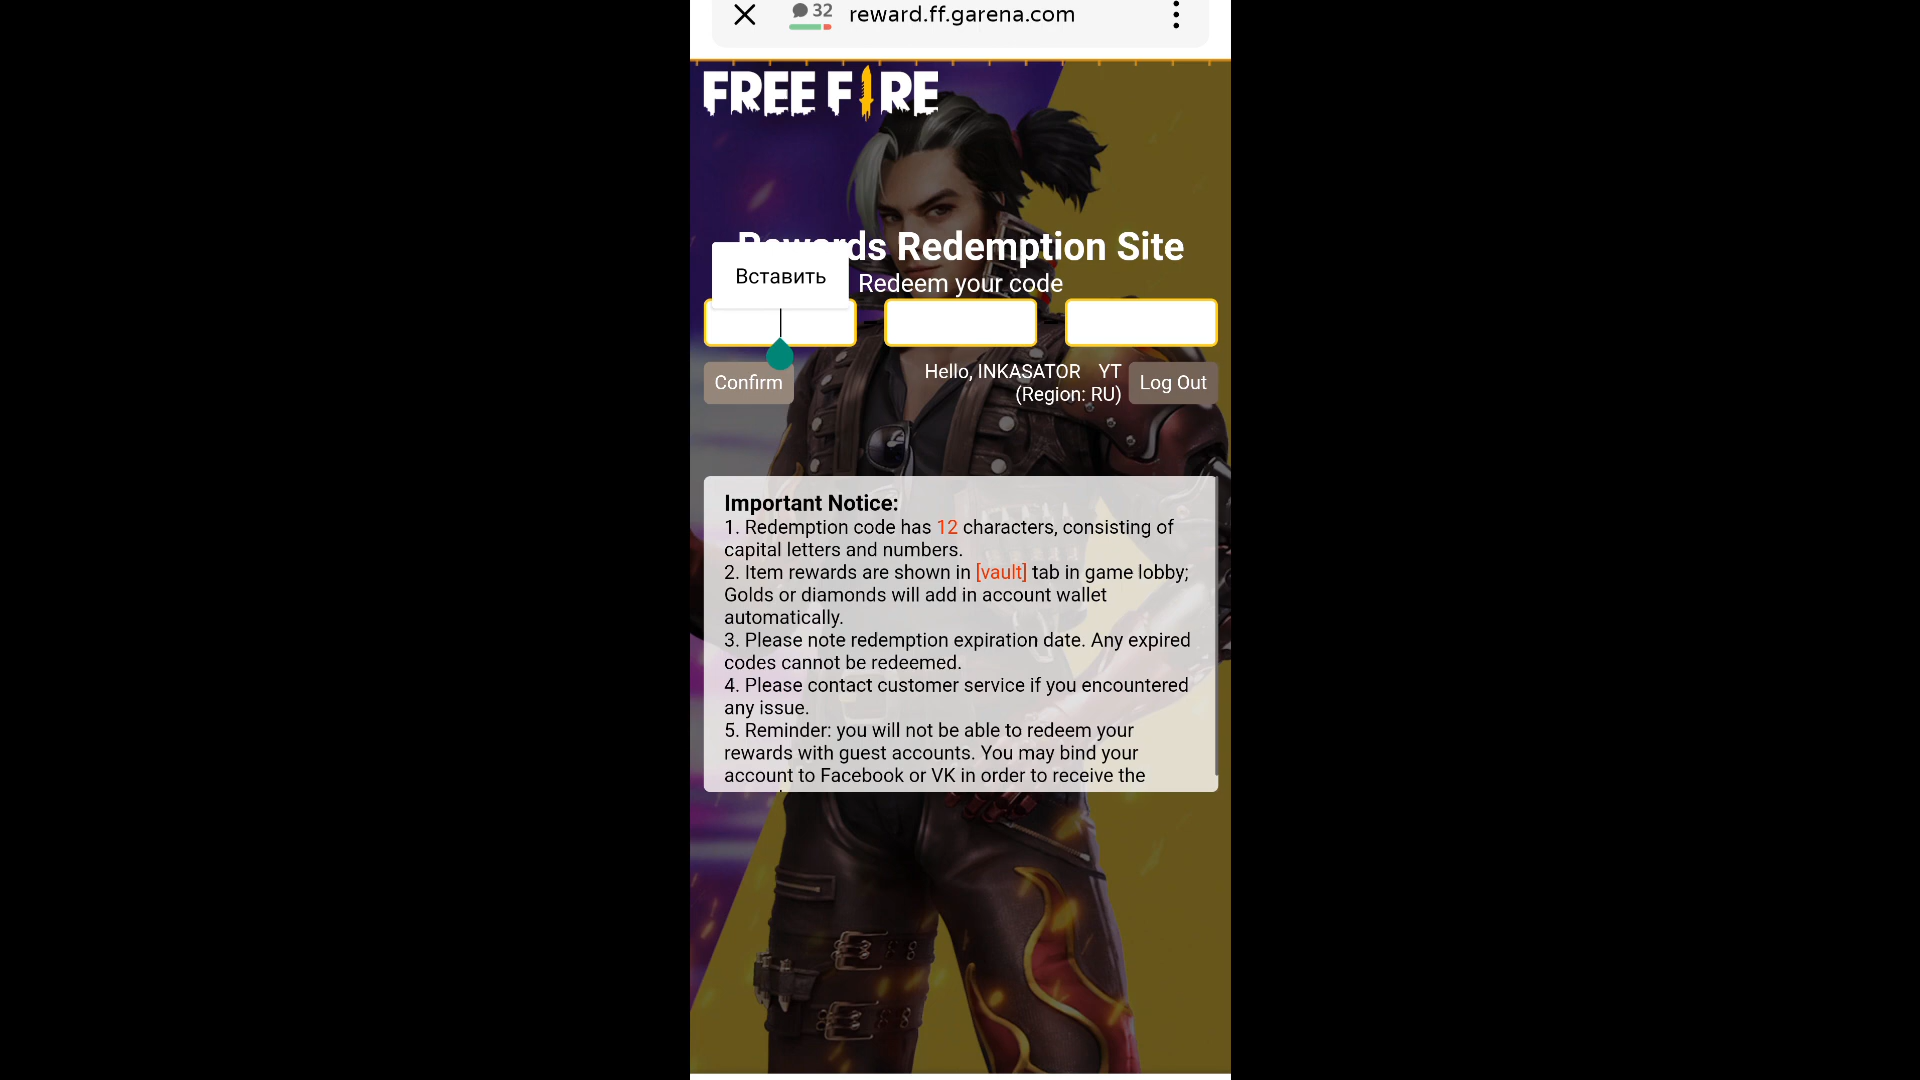 32 reward.ff.garena.com
FREE FIRE
Rewards Redemption Site
Вставить
Redeem your code
Hello, INKASATOR YT
(Region: RU)
Confirm
Log Out
Important Notice:
1. Redemption code has 12 characters, consisting of
capital letters and numbers.
2. Item rewards are shown in [vault] tab in game lobby;
Golds or diamonds will add in account wallet
automatically.
3. Please note redemption expiration date. Any expired
codes cannot be redeemed.
4. Please contact customer service if you encountered
any issue.
5. Reminder: you will not be able to redeem your
rewards with guest accounts. You may bind your
account to Facebook or VK in order to receive the